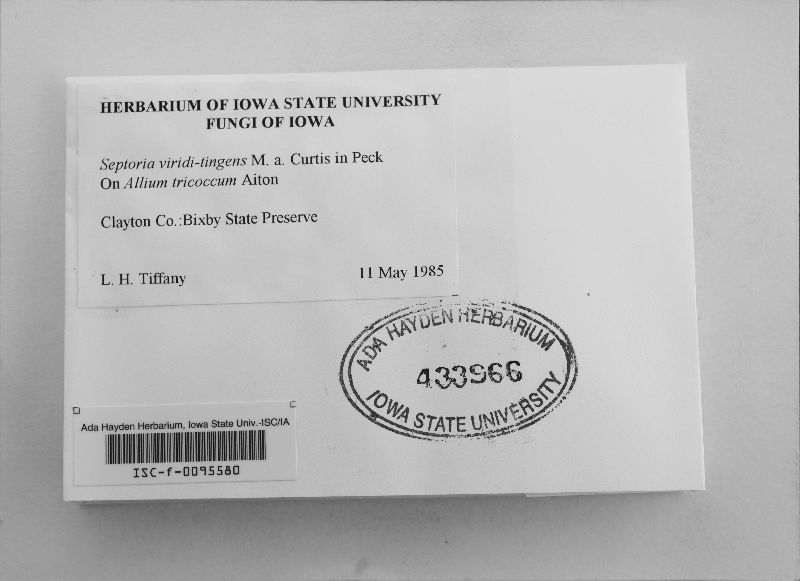 HERBARIUM OF IOWA STATE UNIVERSITY
FUNGI OF IOWA
Septoria viridi-tingens M. a. Curtis in Peck
On Allium tricoccum Aiton
Clayton Co.:Bixby State Preserve
L. H. Tiffany 11 May 1985
ADA HAYDEN HERBARIUM
433966
IOWA STATE UNIVERSITY
Ada Hayden Herbarium, Iowa State Univ.-ISC/IA
ISC-f-0095580